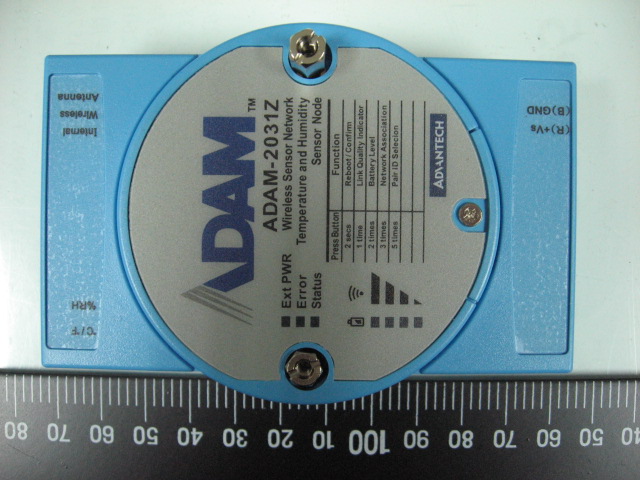 ADAM™
ADAM-2031Z
Wireless Sensor Network
Temperature and Humidity
Sensor Node
Ext PWR
Error
Status
Press Button Function
2 secs Reboot / Confirm
1 time Link Quality Indicator
2 times Battery Level
3 times Network Association
5 times Pair ID Selecion
ADVANTECH
Internal
Wireless
Antenna
%RH
°C / °F
(R)+Vs
(B)GND
80 70 60 50 40 30 20 10 100 90 80 70 60 50 40